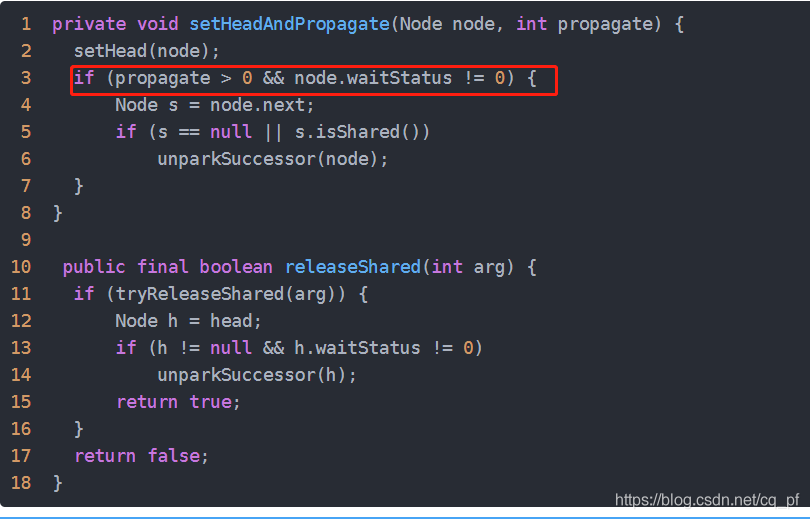 1 private void setHeadAndPropagate(Node node, int propagate) {
2 setHead(node);
3 if (propagate > 0 && node.waitStatus != 0) {
4 Node s = node.next;
5 if (s == null || s.isShared())
6 unparkSuccessor(node);
7 }
8 }
9
10 public final boolean releaseShared(int arg) {
11 if (tryReleaseShared(arg)) {
12 Node h = head;
13 if (h != null && h.waitStatus != 0)
14 unparkSuccessor(h);
15 return true;
16 }
17 return false;
18 }
https://blog.csdn.net/cq_pf